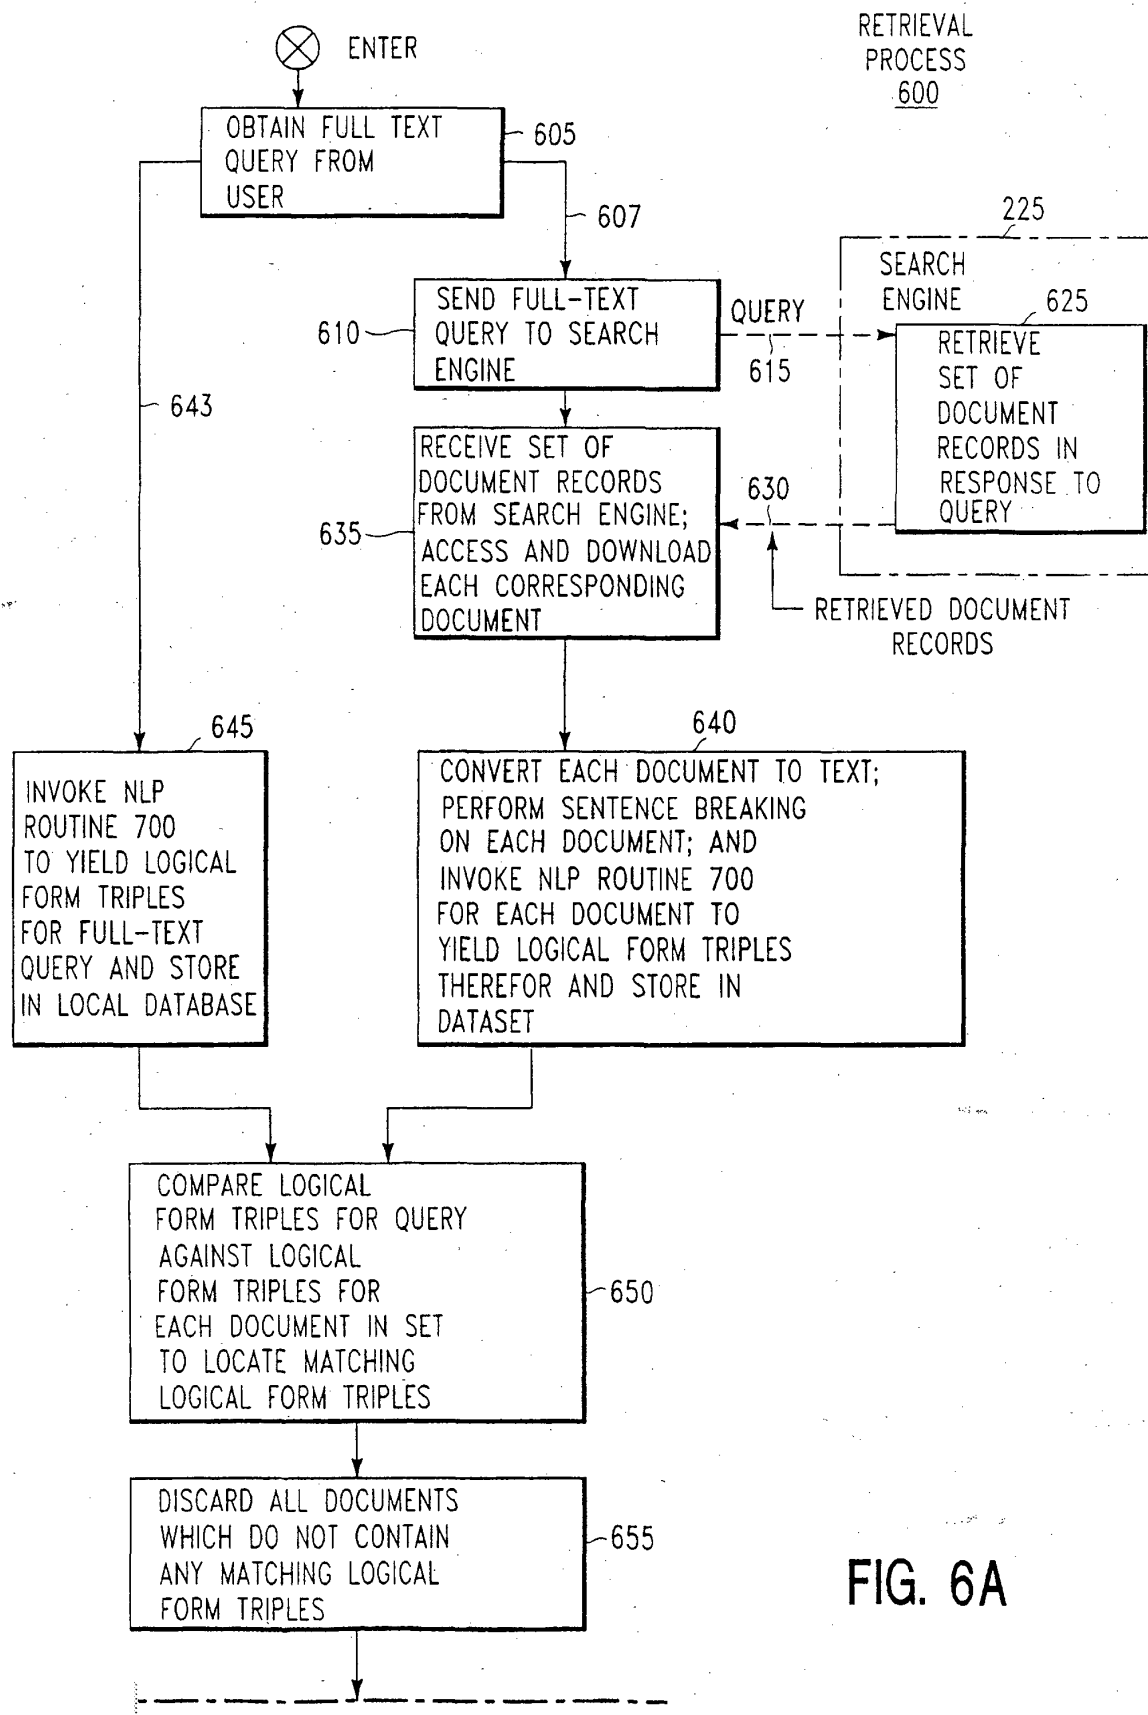 RETRIEVAL
PROCESS
600
ENTER
OBTAIN FULL TEXT
QUERY FROM
USER
605
607
643
SEND FULL-TEXT
QUERY TO SEARCH
ENGINE
610
QUERY
615
225
SEARCH
ENGINE
625
RETRIEVE
SET OF
DOCUMENT
RECORDS IN
RESPONSE TO
QUERY
RECEIVE SET OF
DOCUMENT RECORDS
FROM SEARCH ENGINE;
ACCESS AND DOWNLOAD
EACH CORRESPONDING
DOCUMENT
635
630
RETRIEVED DOCUMENT
RECORDS
645
INVOKE NLP
ROUTINE 700
TO YIELD LOGICAL
FORM TRIPLES
FOR FULL-TEXT
QUERY AND STORE
IN LOCAL DATABASE
640
CONVERT EACH DOCUMENT TO TEXT;
PERFORM SENTENCE BREAKING
ON EACH DOCUMENT; AND
INVOKE NLP ROUTINE 700
FOR EACH DOCUMENT TO
YIELD LOGICAL FORM TRIPLES
THEREFOR AND STORE IN
DATASET
COMPARE LOGICAL
FORM TRIPLES FOR QUERY
AGAINST LOGICAL
FORM TRIPLES FOR
EACH DOCUMENT IN SET
TO LOCATE MATCHING
LOGICAL FORM TRIPLES
650
DISCARD ALL DOCUMENTS
WHICH DO NOT CONTAIN
ANY MATCHING LOGICAL
FORM TRIPLES
655
FIG. 6A